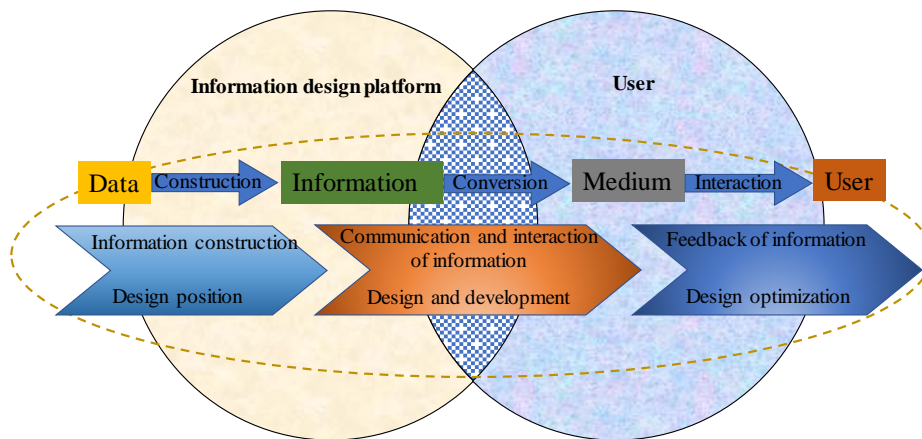 Information design platform
User
Data
Construction
Information
Conversion
Medium
Interaction
User
Information construction
Design position
Communication and interaction
of information
Design and development
Feedback of information
Design optimization